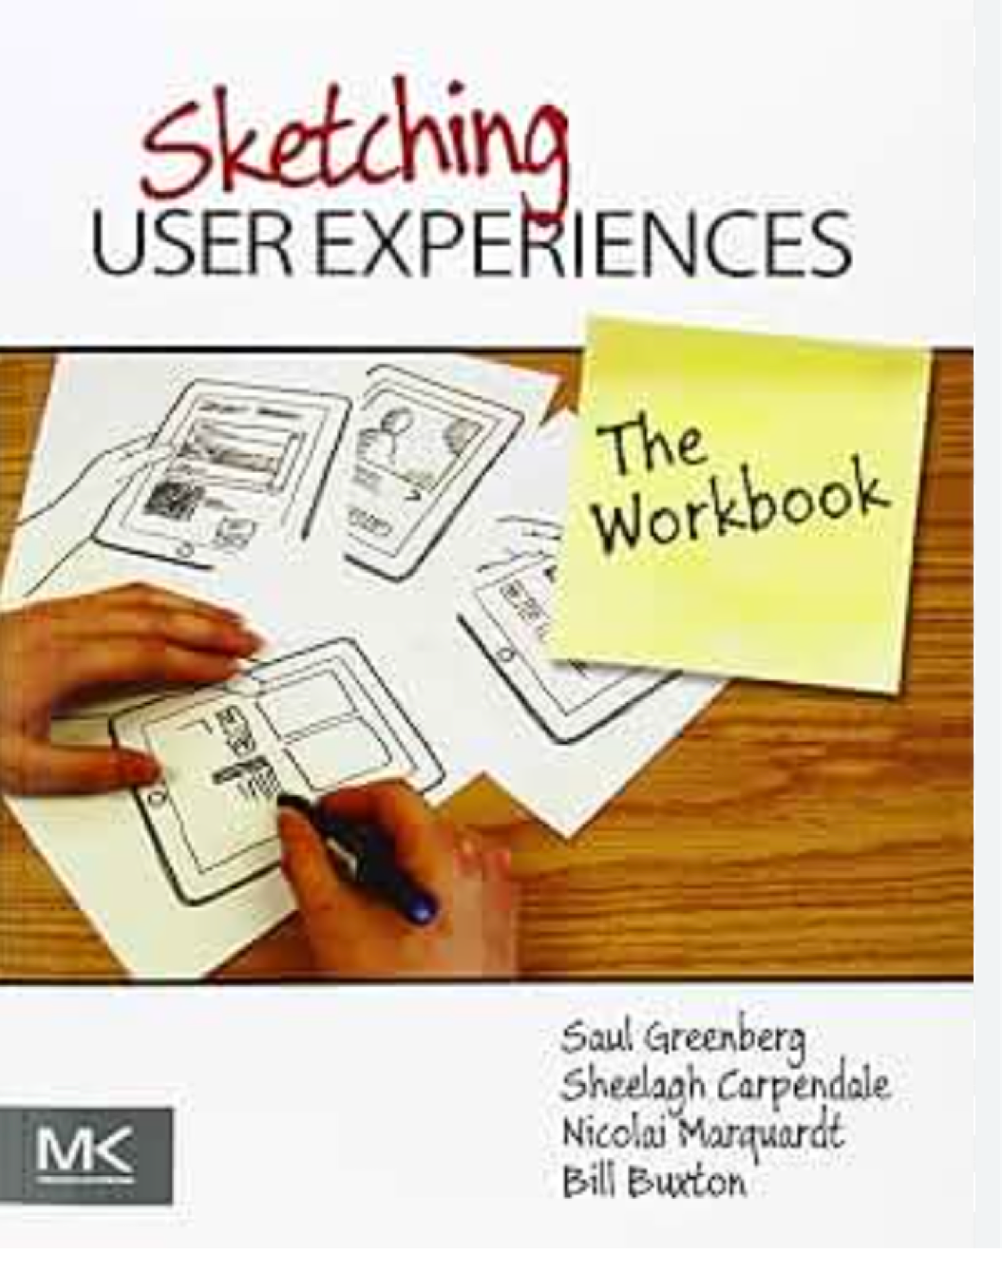 Sketching
USER EXPERIENCES
The
Workbook
Saul Greenberg
Sheelagh Carpendale
Nicolai Marquardt
Bill Buxton
MK